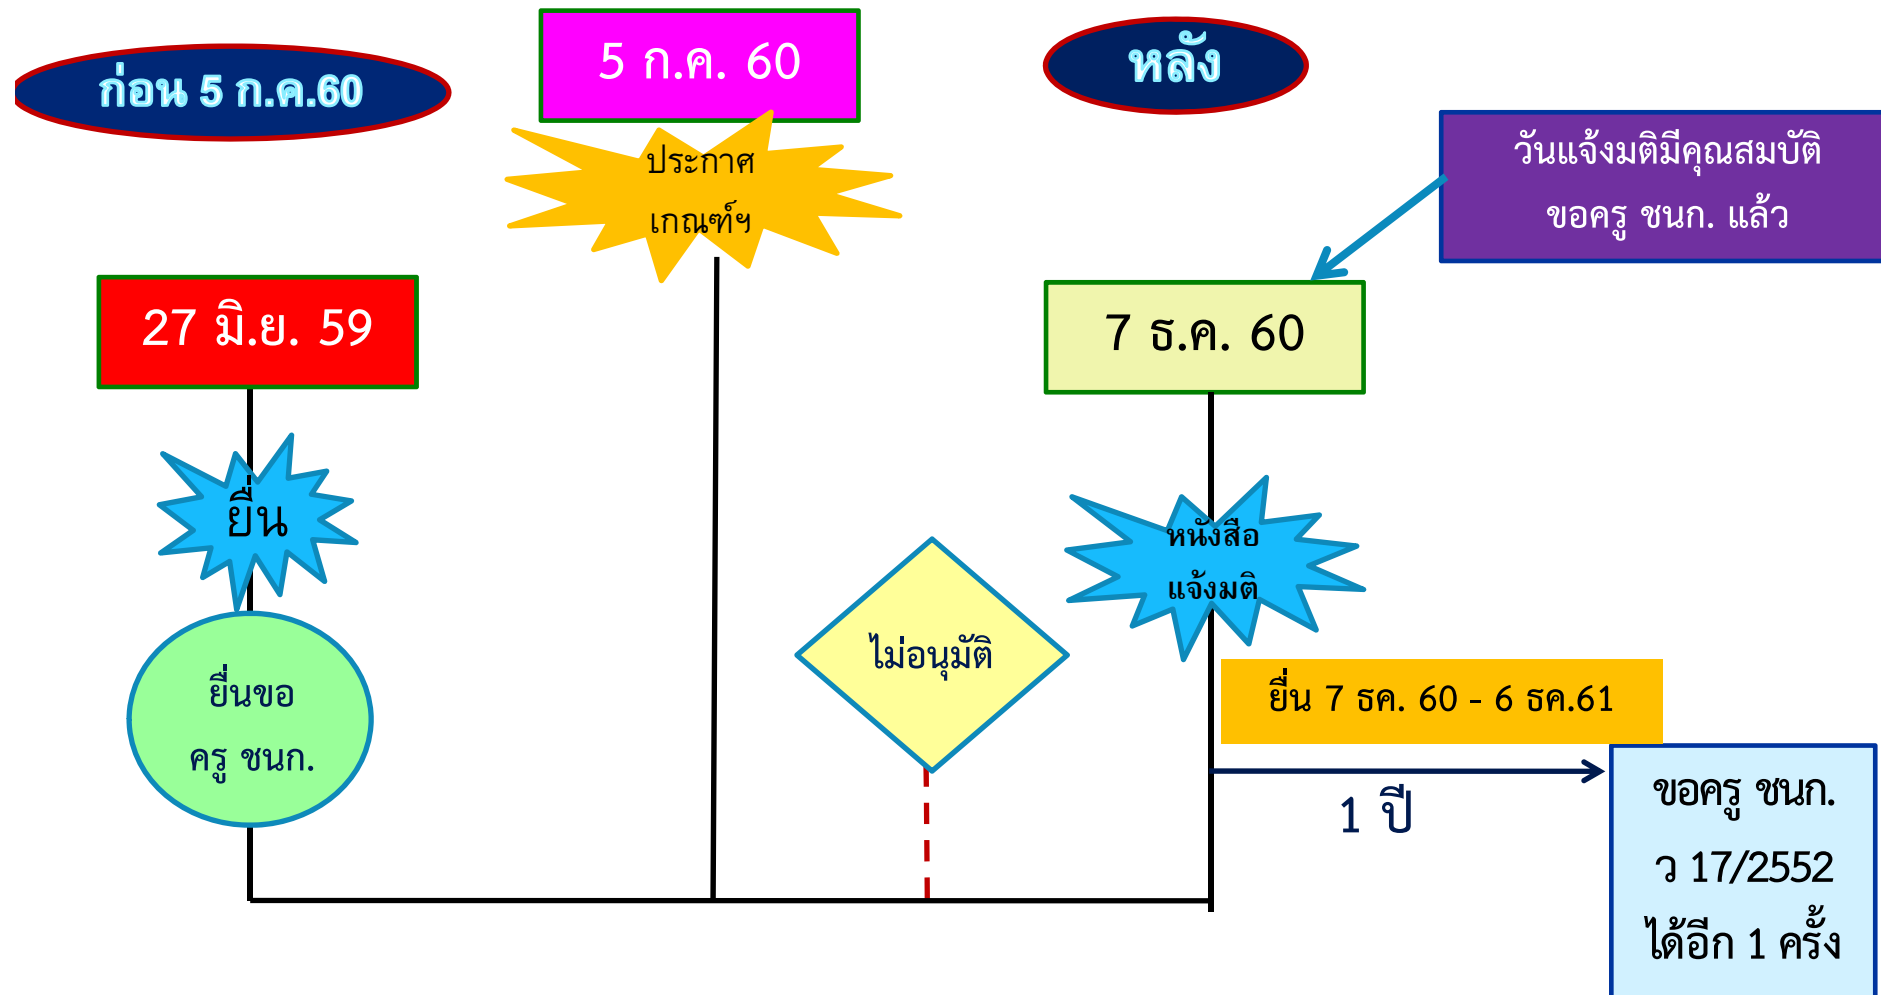 ก่อน 5 ก.ค.60
5 ก.ค. 60
หลัง
ประกาศ
เกณฑ์ฯ
วันแจ้งมติมีคุณสมบัติ
ขอครู ชนก. แล้ว
27 มิ.ย. 59
7 ธ.ค. 60
ยื่น
หนังสือ
แจ้งมติ
ไม่อนุมัติ
ยื่นขอ
ครู ชนก.
ยื่น 7 ธค. 60 - 6 ธค.61
1 ปี
ขอครู ชนก.
ว 17/2552
ได้อีก 1 ครั้ง